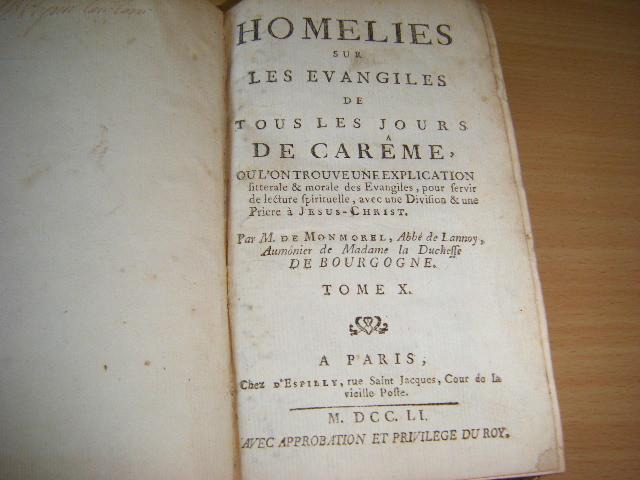 HOMELIES
SUR
LES EVANGILES
DE
TOUS LES JOURS
DE CARÊME,
OU L'ON TROUVE UNE EXPLICATION
litterale & morale des Evangiles, pour servir
de lecture spirituelle, avec une Division & une
Priere à JESUS-CHRIST.
Par M. DE MONMOREL, Abbé de Lannoy,
Aumônier de Madame la Duchesse
DE BOURGOGNE.
TOME X.
A PARIS,
Chez D'ESPILLY, rue Saint Jacques, Cour de la
vieille Poste.
M. DCC. LI.
AVEC APPROBATION ET PRIVILEGE DU ROY.